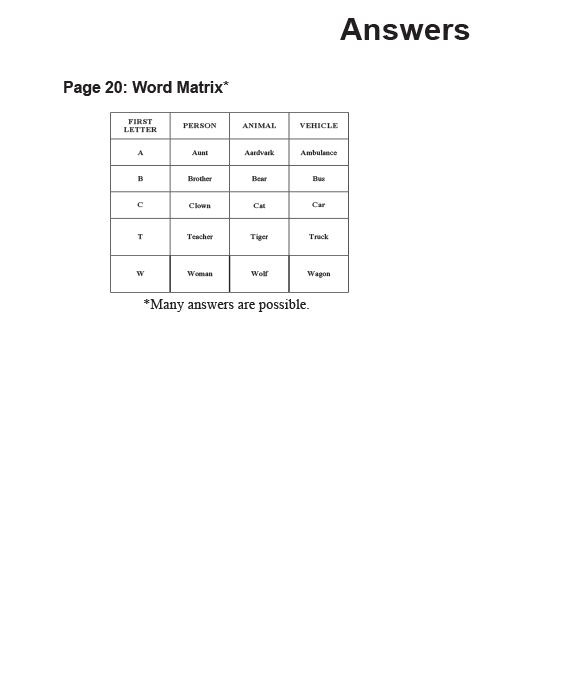 Answers
Page 20: Word Matrix*
FIRST LETTER PERSON ANIMAL VEHICLE
A Aunt Aardvark Ambulance
B Brother Bear Bus
C Clown Cat Car
T Teacher Tiger Truck
W Woman Wolf Wagon
*Many answers are possible.